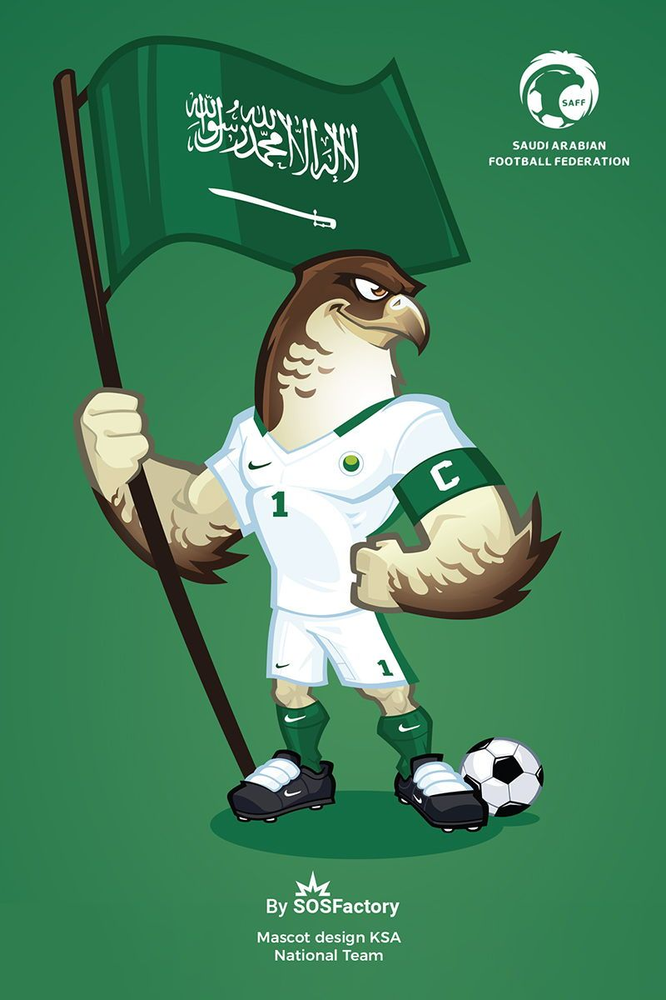 لا إله إلا الله محمد رسول الله
SAFF
SAUDI ARABIAN
FOOTBALL FEDERATION
C
1
1
By SOSFactory
Mascot design KSA
National Team